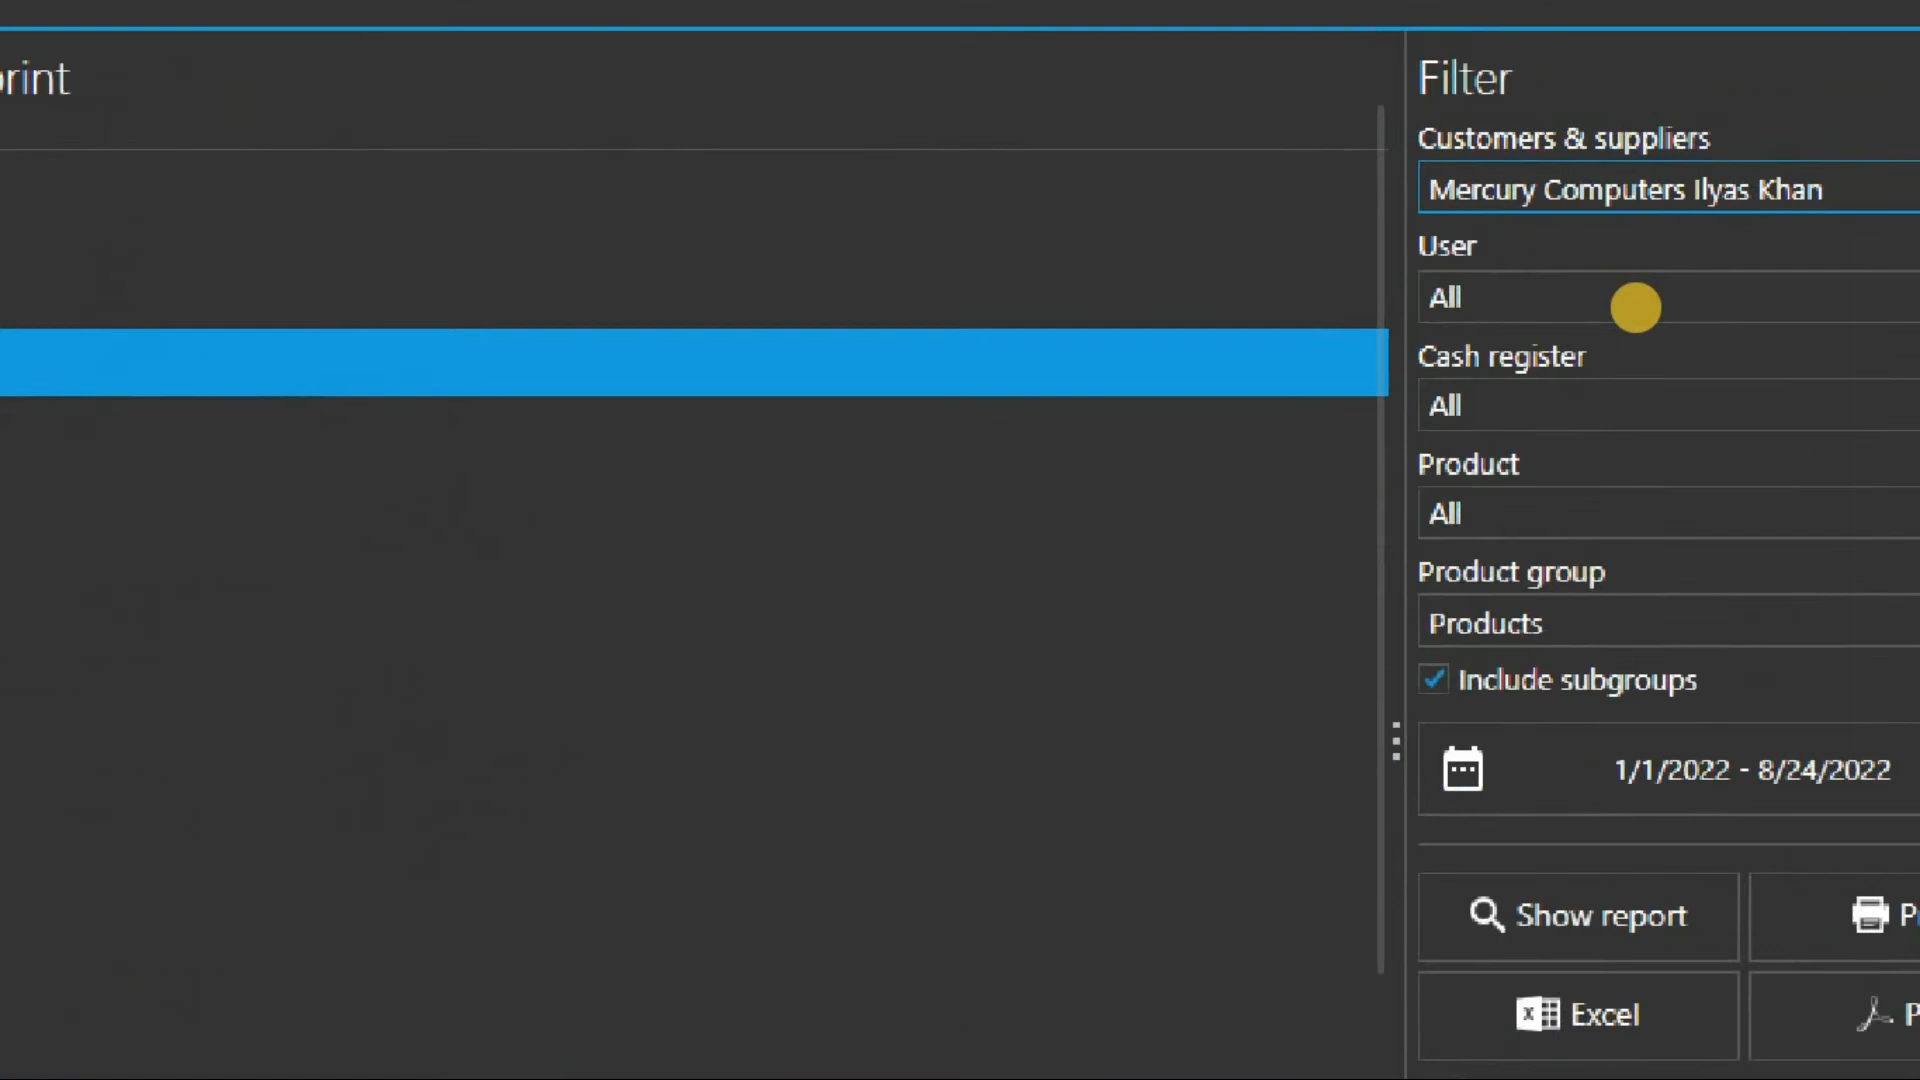 print
Filter
Customers & suppliers
Mercury Computers Ilyas Khan
User
All
Cash register
All
Product
All
Product group
Products
Include subgroups
1/1/2022 - 8/24/2022
Show report
Excel